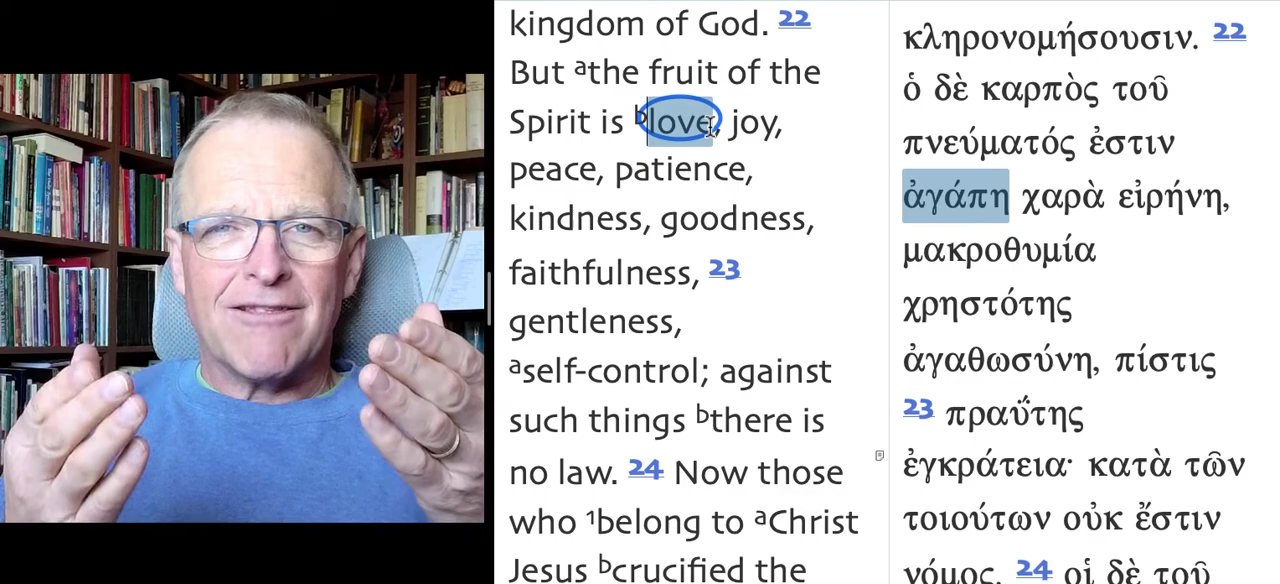 kingdom of God. 22
But ᵃthe fruit of the
Spirit is ᵇlove, joy,
peace, patience,
kindness, goodness,
faithfulness, 23
gentleness,
ᵃself-control; against
such things ᵇthere is
no law. 24 Now those
who ¹belong to ᵃChrist
Jesus ᵇcrucified the
κληρονομήσουσιν. 22
ὁ δὲ καρπὸς τοῦ
πνεύματός ἐστιν
ἀγάπη χαρὰ εἰρήνη,
μακροθυμία
χρηστότης
ἀγαθωσύνη, πίστις
23 πραΰτης
ἐγκράτεια· κατὰ τῶν
τοιούτων οὐκ ἔστιν
νόμος. 24 οἱ δὲ τοῦ